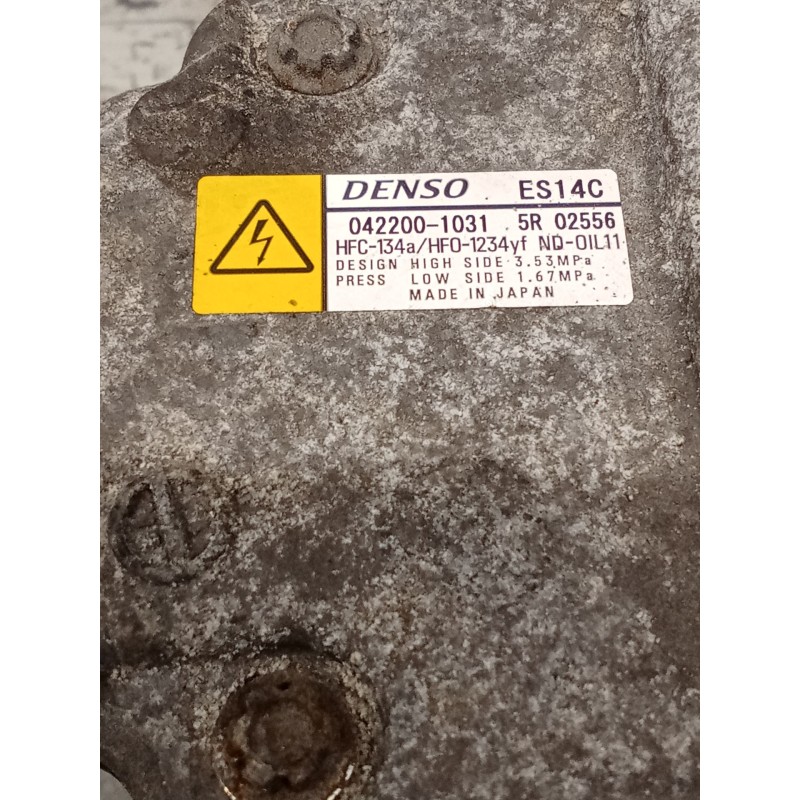 DENSO ES14C
042200-1031 5R 02556
HFC-134a/HFO-1234yf ND-OIL11
DESIGN HIGH SIDE 3.53MPa
PRESS LOW SIDE 1.67MPa
MADE IN JAPAN